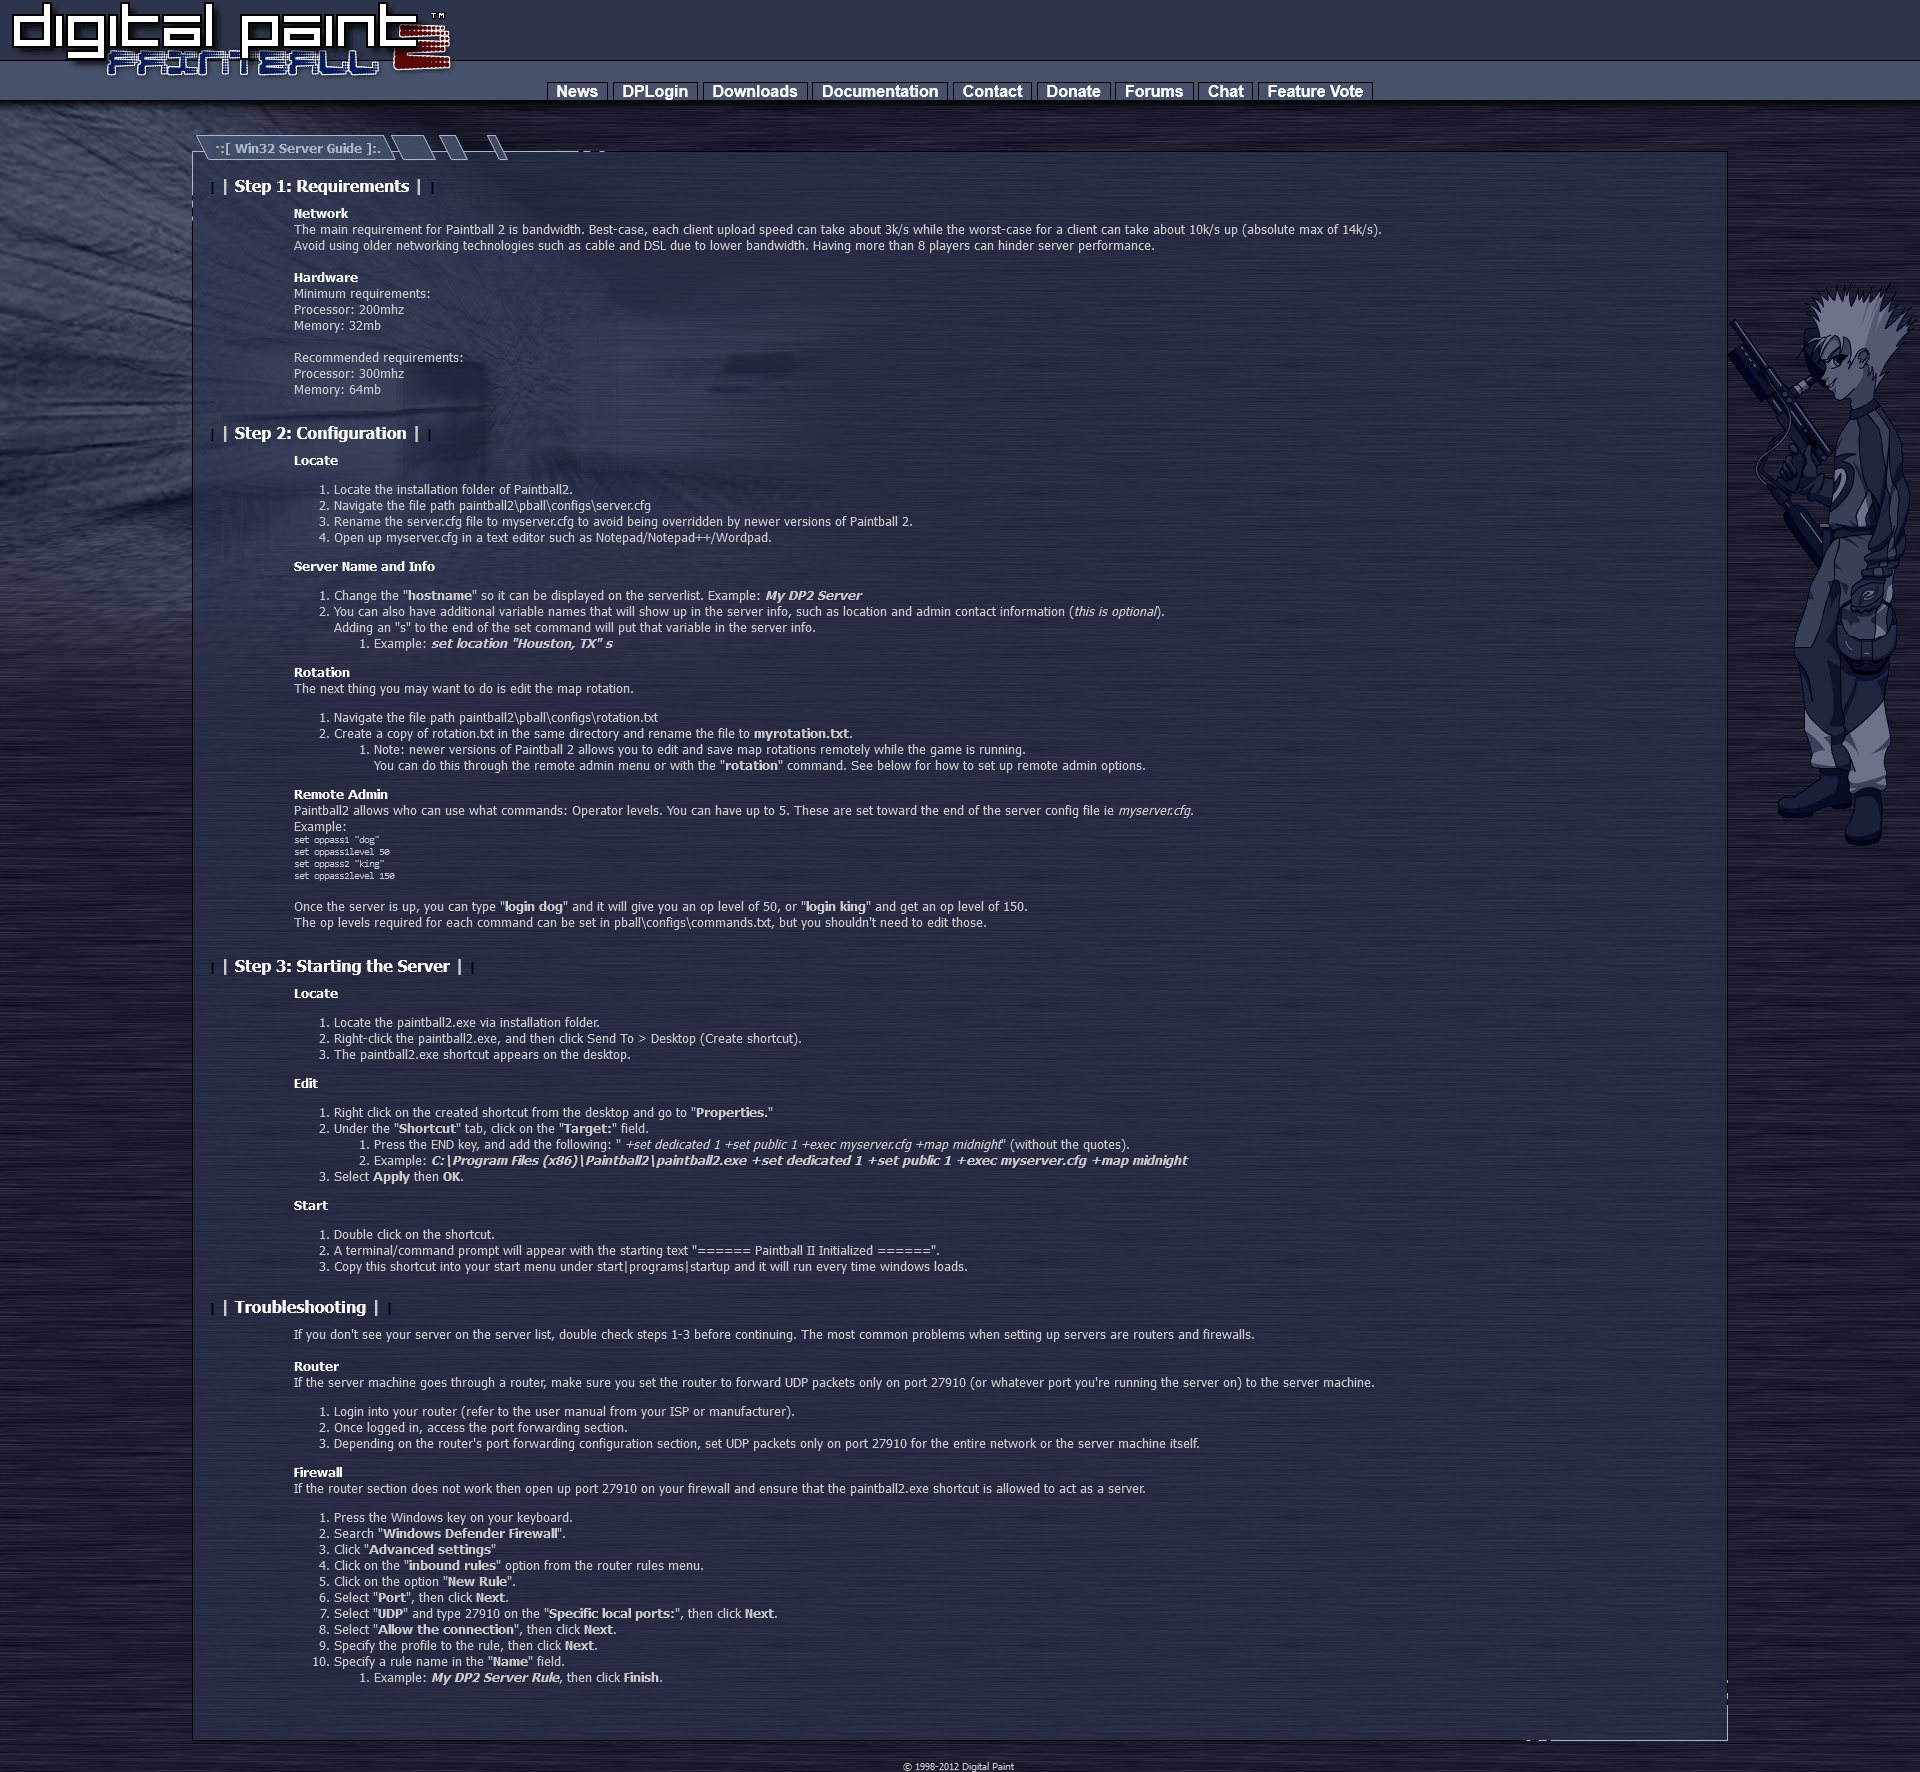 digital paint 2 ™
PAINTBALL
News DPLogin Downloads Documentation Contact Donate Forums Chat Feature Vote
·:[ Win32 Server Guide ]:.
| | Step 1: Requirements | |
Network
The main requirement for Paintball 2 is bandwidth. Best-case, each client upload speed can take about 3k/s while the worst-case for a client can take about 10k/s up (absolute max of 14k/s).
Avoid using older networking technologies such as cable and DSL due to lower bandwidth. Having more than 8 players can hinder server performance.
Hardware
Minimum requirements:
Processor: 200mhz
Memory: 32mb
Recommended requirements:
Processor: 300mhz
Memory: 64mb
| | Step 2: Configuration | |
Locate
1. Locate the installation folder of Paintball2.
2. Navigate the file path paintball2\pball\configs\server.cfg
3. Rename the server.cfg file to myserver.cfg to avoid being overridden by newer versions of Paintball 2.
4. Open up myserver.cfg in a text editor such as Notepad/Notepad++/Wordpad.
Server Name and Info
1. Change the "hostname" so it can be displayed on the serverlist. Example: My DP2 Server
2. You can also have additional variable names that will show up in the server info, such as location and admin contact information (this is optional).
Adding an "s" to the end of the set command will put that variable in the server info.
1. Example: set location "Houston, TX" s
Rotation
The next thing you may want to do is edit the map rotation.
1. Navigate the file path paintball2\pball\configs\rotation.txt
2. Create a copy of rotation.txt in the same directory and rename the file to myrotation.txt.
1. Note: newer versions of Paintball 2 allows you to edit and save map rotations remotely while the game is running.
You can do this through the remote admin menu or with the "rotation" command. See below for how to set up remote admin options.
Remote Admin
Paintball2 allows who can use what commands: Operator levels. You can have up to 5. These are set toward the end of the server config file ie myserver.cfg.
Example:
set oppass1 "dog"
set oppass1level 50
set oppass2 "king"
set oppass2level 150
Once the server is up, you can type "login dog" and it will give you an op level of 50, or "login king" and get an op level of 150.
The op levels required for each command can be set in pball\configs\commands.txt, but you shouldn't need to edit those.
| | Step 3: Starting the Server | |
Locate
1. Locate the paintball2.exe via installation folder.
2. Right-click the paintball2.exe, and then click Send To > Desktop (Create shortcut).
3. The paintball2.exe shortcut appears on the desktop.
Edit
1. Right click on the created shortcut from the desktop and go to "Properties."
2. Under the "Shortcut" tab, click on the "Target:" field.
1. Press the END key, and add the following: " +set dedicated 1 +set public 1 +exec myserver.cfg +map midnight" (without the quotes).
2. Example: C:\Program Files (x86)\Paintball2\paintball2.exe +set dedicated 1 +set public 1 +exec myserver.cfg +map midnight
3. Select Apply then OK.
Start
1. Double click on the shortcut.
2. A terminal/command prompt will appear with the starting text "====== Paintball II Initialized ======".
3. Copy this shortcut into your start menu under start|programs|startup and it will run every time windows loads.
| | Troubleshooting | |
If you don't see your server on the server list, double check steps 1-3 before continuing. The most common problems when setting up servers are routers and firewalls.
Router
If the server machine goes through a router, make sure you set the router to forward UDP packets only on port 27910 (or whatever port you're running the server on) to the server machine.
1. Login into your router (refer to the user manual from your ISP or manufacturer).
2. Once logged in, access the port forwarding section.
3. Depending on the router's port forwarding configuration section, set UDP packets only on port 27910 for the entire network or the server machine itself.
Firewall
If the router section does not work then open up port 27910 on your firewall and ensure that the paintball2.exe shortcut is allowed to act as a server.
1. Press the Windows key on your keyboard.
2. Search "Windows Defender Firewall".
3. Click "Advanced settings"
4. Click on the "inbound rules" option from the router rules menu.
5. Click on the option "New Rule".
6. Select "Port", then click Next.
7. Select "UDP" and type 27910 on the "Specific local ports:", then click Next.
8. Select "Allow the connection", then click Next.
9. Specify the profile to the rule, then click Next.
10. Specify a rule name in the "Name" field.
1. Example: My DP2 Server Rule, then click Finish.
© 1998-2012 Digital Paint